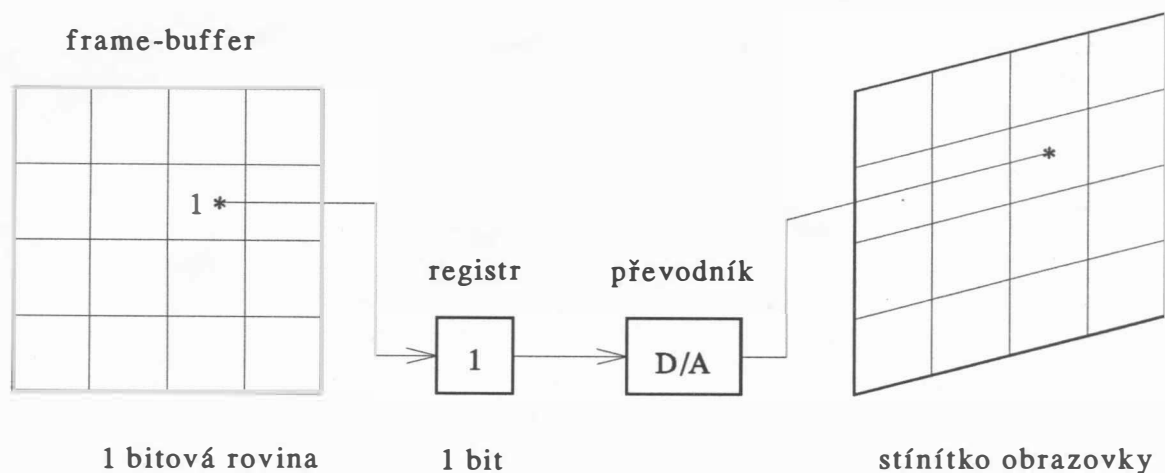 frame-buffer
1 *
*
registr
převodník
1
D/A
1 bitová rovina
1 bit
stínítko obrazovky